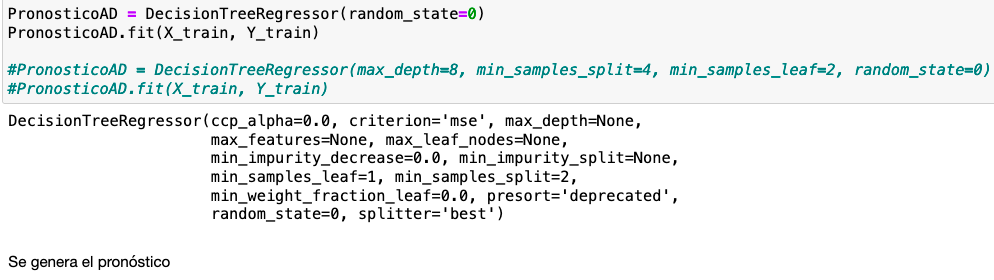 PronosticoAD = DecisionTreeRegressor(random_state=0)
PronosticoAD.fit(X_train, Y_train)
#PronosticoAD = DecisionTreeRegressor(max_depth=8, min_samples_split=4, min_samples_leaf=2, random_state=0)
#PronosticoAD.fit(X_train, Y_train)
DecisionTreeRegressor(ccp_alpha=0.0, criterion='mse', max_depth=None,
max_features=None, max_leaf_nodes=None,
min_impurity_decrease=0.0, min_impurity_split=None,
min_samples_leaf=1, min_samples_split=2,
min_weight_fraction_leaf=0.0, presort='deprecated',
random_state=0, splitter='best')
Se genera el pronóstico